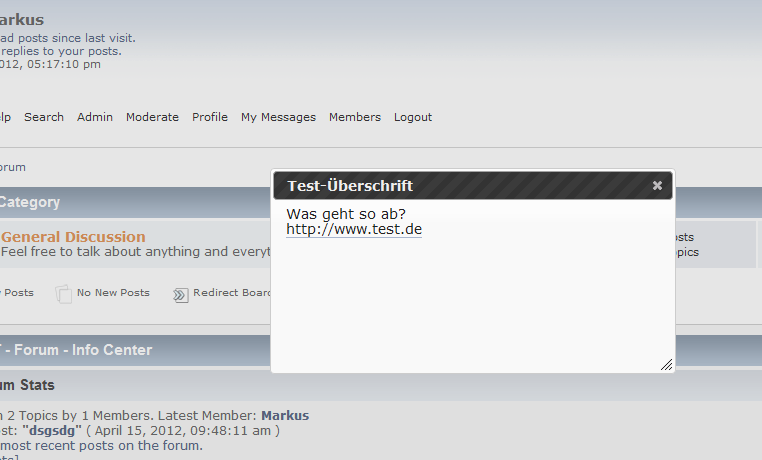 arkus
ad posts since last visit.
replies to your posts.
012, 05:17:10 pm
elp Search Admin Moderate Profile My Messages Members Logout
orum
Category
Test-Überschrift
Was geht so ab?
http://www.test.de
General Discussion
Feel free to talk about anything and everyt
osts
opics
Posts No New Posts Redirect Boar
- Forum - Info Center
um Stats
2 Topics by 1 Members. Latest Member: Markus
ost: "dsgsdg" ( April 15, 2012, 09:48:11 am )
most recent posts on the forum.